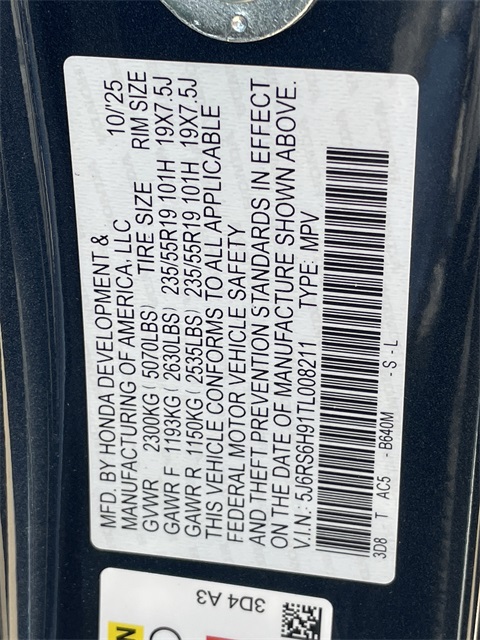 MFD. BY HONDA DEVELOPMENT & 10/'25
MANUFACTURING OF AMERICA, LLC
GVWR 2300KG ( 5070LBS) TIRE SIZE RIM SIZE
GAWR F 1193KG ( 2630LBS) 235/55R19 101H 19X7.5J
GAWR R 1150KG ( 2535LBS) 235/55R19 101H 19X7.5J
THIS VEHICLE CONFORMS TO ALL APPLICABLE
FEDERAL MOTOR VEHICLE SAFETY
AND THEFT PREVENTION STANDARDS IN EFFECT
ON THE DATE OF MANUFACTURE SHOWN ABOVE.
V.I.N.: 5J6RS6H91TL008211 TYPE: MPV
3D8 T AC5 -B640M -S-L
3D4 A3